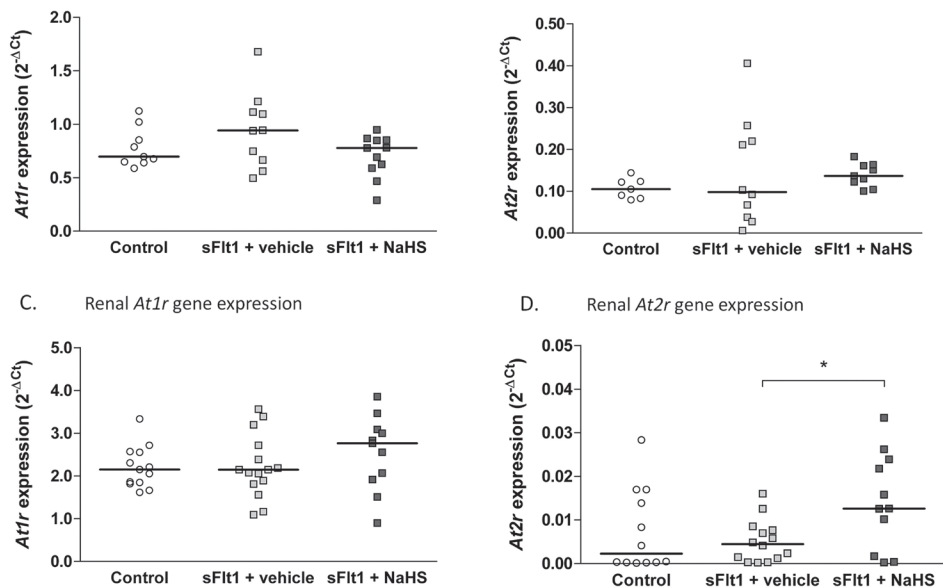 At1r expression (2-ΔCt)
2.0
1.5
1.0
0.5
0.0
Control sFlt1 + vehicle sFlt1 + NaHS
At2r expression (2-ΔCt)
0.50
0.40
0.30
0.20
0.10
0.00
Control sFlt1 + vehicle sFlt1 + NaHS
C. Renal At1r gene expression
At1r expression (2-ΔCt)
5.0
4.0
3.0
2.0
1.0
0.0
Control sFlt1 + vehicle sFlt1 + NaHS
D. Renal At2r gene expression
At2r expression (2-ΔCt)
0.05
0.04
0.03
0.02
0.01
0.00
*
Control sFlt1 + vehicle sFlt1 + NaHS